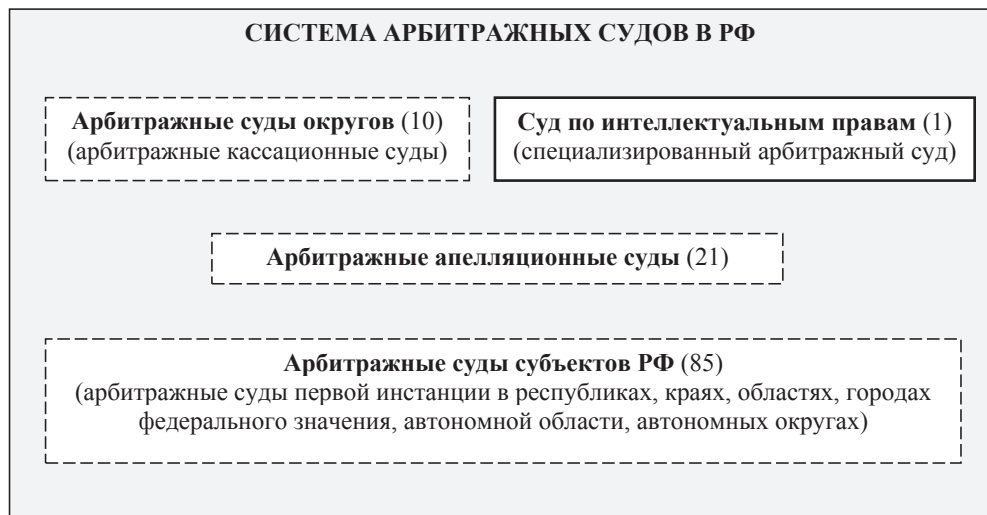 СИСТЕМА АРБИТРАЖНЫХ СУДОВ В РФ
Арбитражные суды округов (10)
(арбитражные кассационные суды)
Суд по интеллектуальным правам (1)
(специализированный арбитражный суд)
Арбитражные апелляционные суды (21)
Арбитражные суды субъектов РФ (85)
(арбитражные суды первой инстанции в республиках, краях, областях, городах
федерального значения, автономной области, автономных округах)